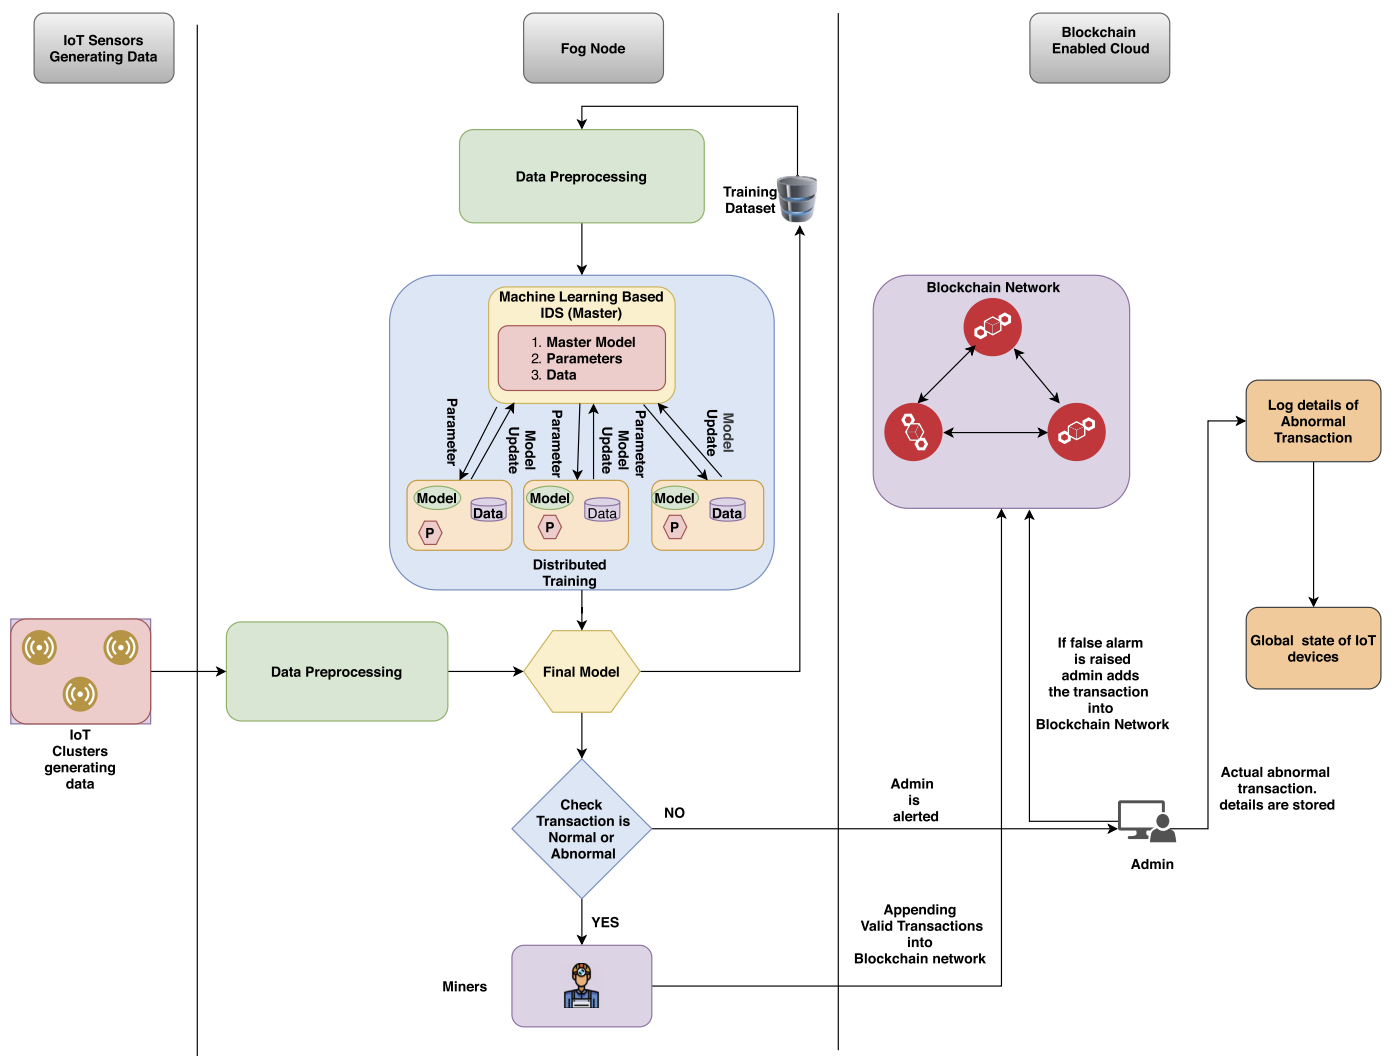 IoT Sensors
Generating Data
Fog Node
Blockchain
Enabled Cloud
Data Preprocessing
Training
Dataset
Machine Learning Based
IDS (Master)
1. Master Model
2. Parameters
3. Data
Parameter
Model
Update
Parameter
Model
Update
Parameter
Model
Update
Model
Data
P
Model
Data
P
Model
Data
P
Distributed
Training
Blockchain Network
Log details of
Abnormal
Transaction
Global state of IoT
devices
IoT
Clusters
generating
data
Data Preprocessing
Final Model
If false alarm
is raised
admin adds
the transaction
into
Blockchain Network
Check
Transaction is
Normal or
Abnormal
NO
Admin
is
alerted
Actual abnormal
transaction.
details are stored
Admin
YES
Miners
Appending
Valid Transactions
into
Blockchain network